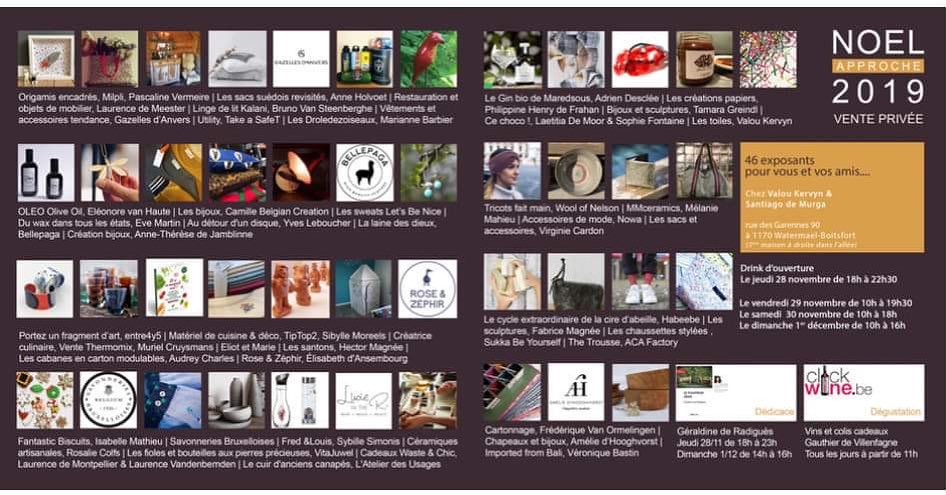 NOEL
APPROCHE
2019
VENTE PRIVÉE
GAZELLES D'ANVERS
Origamis encadrés, Milpli, Pascaline Vermeire | Les sacs suédois revisités, Anne Holvoet | Restauration et
objets de mobilier, Laurence de Meester | Linge de lit Kalani, Bruno Van Steenberghe | Vêtements et
accessoires tendance, Gazelles d'Anvers | Utility, Take a SafeT | Les Droledezoiseaux, Marianne Barbier
BELLEPAGA
OLEO Olive Oil, Eléonore van Haute | Les bijoux, Camille Belgian Creation | Les sweats Let's Be Nice |
Du wax dans tous les états, Eve Martin | Au détour d'un disque, Yves Leboucher | La laine des dieux,
Bellepaga | Création bijoux, Anne-Thérèse de Jamblinne
ROSE &
ZÉPHIR
Portez un fragment d'art, entre4y5 | Matériel de cuisine & déco, TipTop2, Sibylle Moreels | Créatrice
culinaire, Vente Thermomix, Muriel Cruysmans | Eliot et Marie | Les santons, Hector Magnée |
Les cabanes en carton modulables, Audrey Charles | Rose & Zéphir, Élisabeth d'Ansembourg
SAVONNERIES
BELGIUM
BRUXELLOISES
Lucie
IN THE
Fantastic Biscuits, Isabelle Mathieu | Savonneries Bruxelloises | Fred &Louis, Sybille Simonis | Céramiques
artisanales, Rosalie Colfs | Les fioles et bouteilles aux pierres précieuses, VitaJuwel | Cadeaux Waste & Chic,
Laurence de Montpellier & Laurence Vandenbemden | Le cuir d'anciens canapés, L'Atelier des Usages
Le Gin bio de Maredsous, Adrien Desclée | Les créations papiers,
Philippine Henry de Frahan | Bijoux et sculptures, Tamara Greindl |
Ce choco !, Laetitia De Moor & Sophie Fontaine | Les toiles, Valou Kervyn
Tricots fait main, Wool of Nelson | MMceramics, Mélanie
Mahieu | Accessoires de mode, Nowa | Les sacs et
accessoires, Virginie Cardon
Le cycle extraordinaire de la cire d'abeille, Habeebe | Les
sculptures, Fabrice Magnée | Les chaussettes stylées ,
Sukka Be Yourself | The Trousse, ACA Factory
AH
AMÉLIE D'HOOGHVORST
Cartonnage, Frédérique Van Ormelingen |
Chapeaux et bijoux, Amélie d'Hooghvorst |
Imported from Bali, Véronique Bastin
46 exposants
pour vous et vos amis....
Chez Valou Kervyn &
Santiago de Murga
rue des Garennes 90
à 1170 Watermael-Boitsfort
(1ère maison à droite dans l'allée)
Drink d'ouverture
Le jeudi 28 novembre de 18h à 22h30
Le vendredi 29 novembre de 10h à 19h30
Le samedi 30 novembre de 10h à 18h
Le dimanche 1er décembre de 10h à 16h
Dédicace
Géraldine de Radiguès
Jeudi 28/11 de 18h à 23h
Dimanche 1/12 de 14h à 16h
click
wine.be
Dégustation
Vins et colis cadeaux
Gauthier de Villenfagne
Tous les jours à partir de 11h